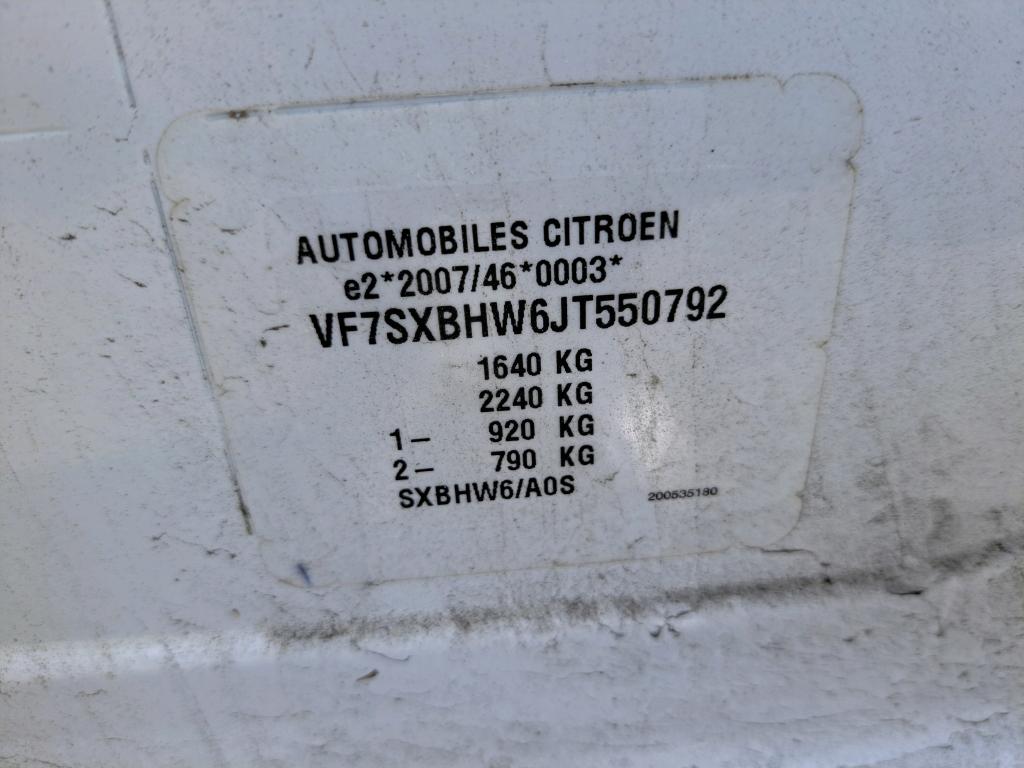 AUTOMOBILES CITROEN
e2*2007/46*0003*
VF7SXBHW6JT550792
1640 KG
2240 KG
1– 920 KG
2– 790 KG
SXBHW6/A0S
200535180